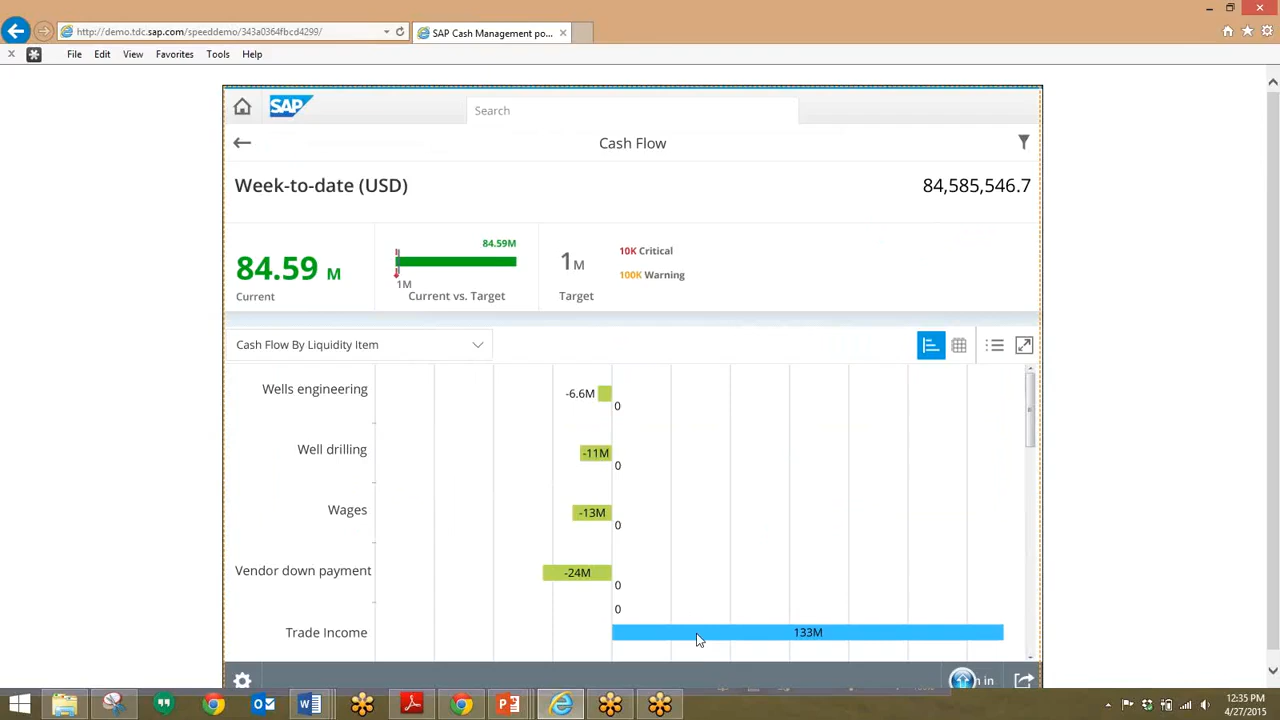 http://demo.tdc.sap.com/speeddemo/343a0364fbcd4299/
SAP Cash Management po...
File Edit View Favorites Tools Help
SAP
Search
Cash Flow
Week-to-date (USD)
84,585,546.7
84.59 M
Current
84.59M
1M
Current vs. Target
1M
Target
10K Critical
100K Warning
Cash Flow By Liquidity Item
Wells engineering
-6.6M
0
Well drilling
-11M
0
Wages
-13M
0
Vendor down payment
-24M
0
0
Trade Income
133M
in
12:35 PM
4/27/2015